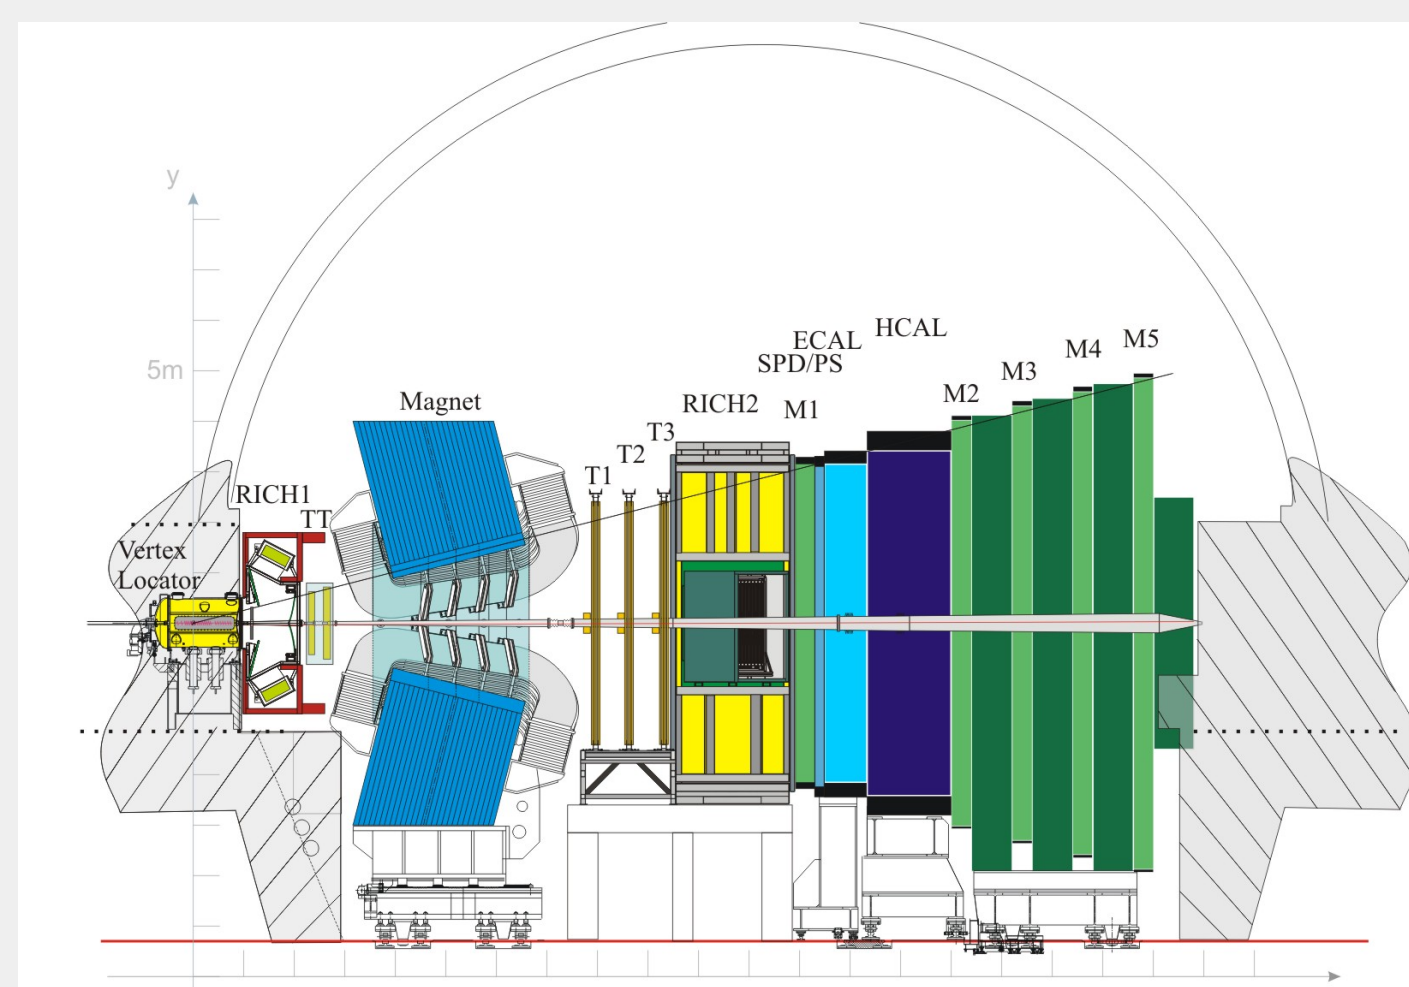 y
5m
HCAL
ECAL
M5
M4
SPD/PS
M3
M2
Magnet
RICH2
M1
T3
T2
T1
RICH1
TT
Vertex
Locator